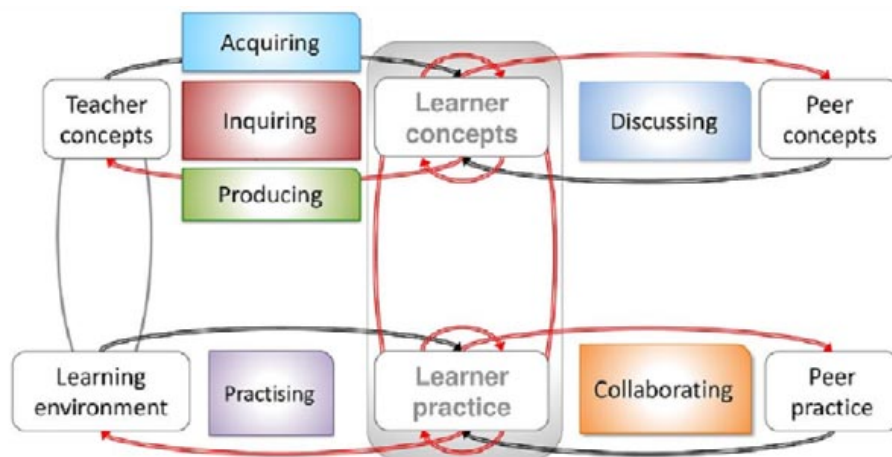 Acquiring
Teacher
concepts
Inquiring
Learner
concepts
Discussing
Peer
concepts
Producing
Learning
environment
Practising
Learner
practice
Collaborating
Peer
practice